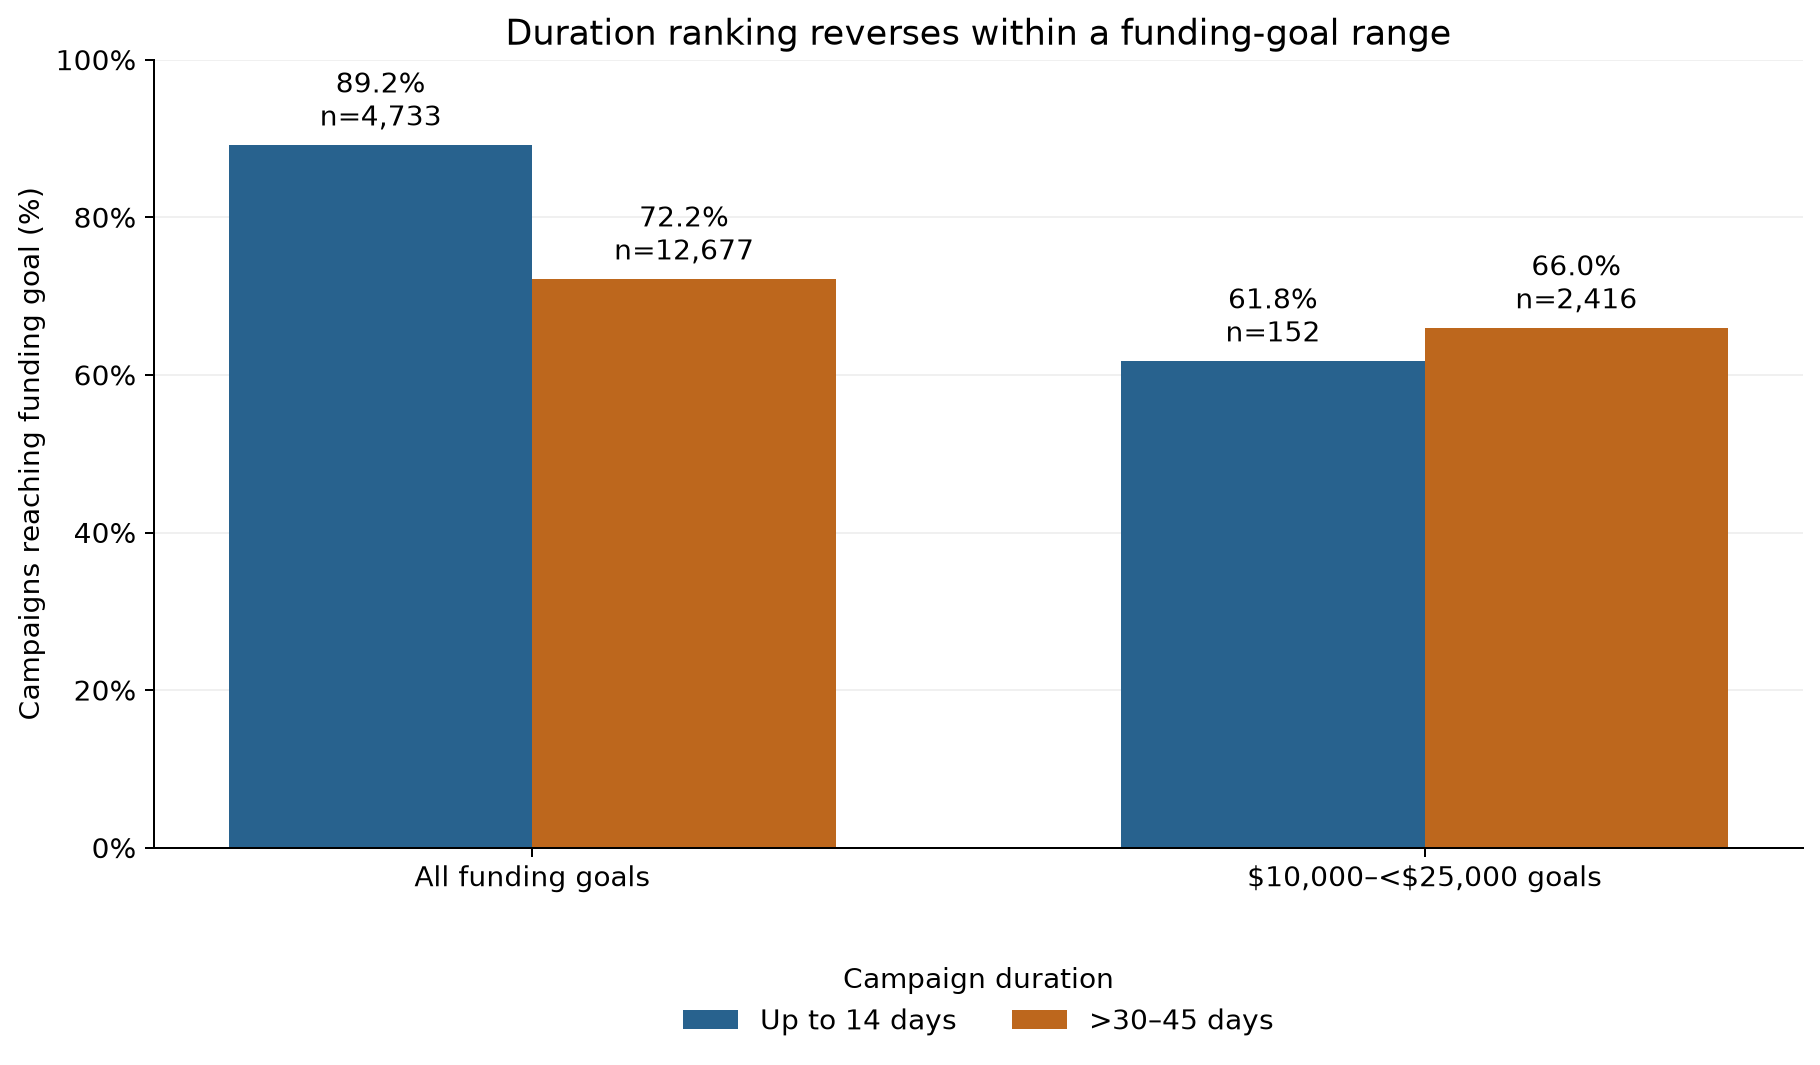 Duration ranking reverses within a funding-goal range
Campaigns reaching funding goal (%)
100%
80%
60%
40%
20%
0%
89.2%
n=4,733
72.2%
n=12,677
61.8%
n=152
66.0%
n=2,416
All funding goals
$10,000–<$25,000 goals
Campaign duration
Up to 14 days
>30–45 days